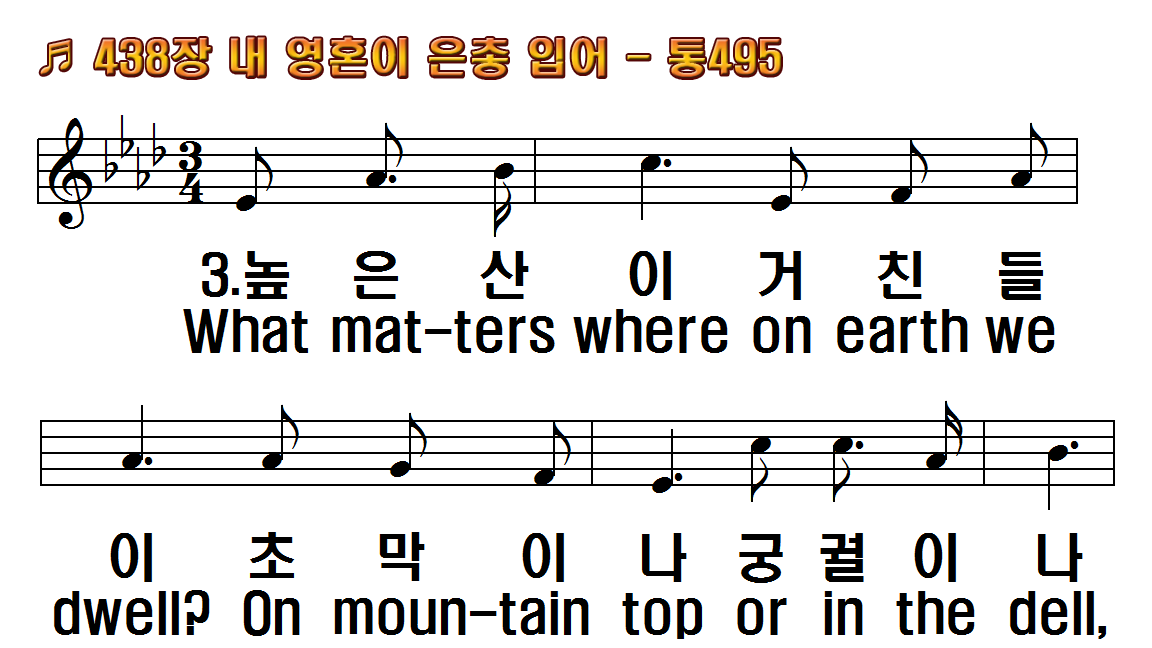 ♬ 438장 내 영혼이 은총 입어 - 통495
3
4
3.높 은 산 이 거 친 들
What mat-ters where on earth we
이 초 막 이 나 궁 궐 이 나
dwell? On moun-tain top or in the dell,